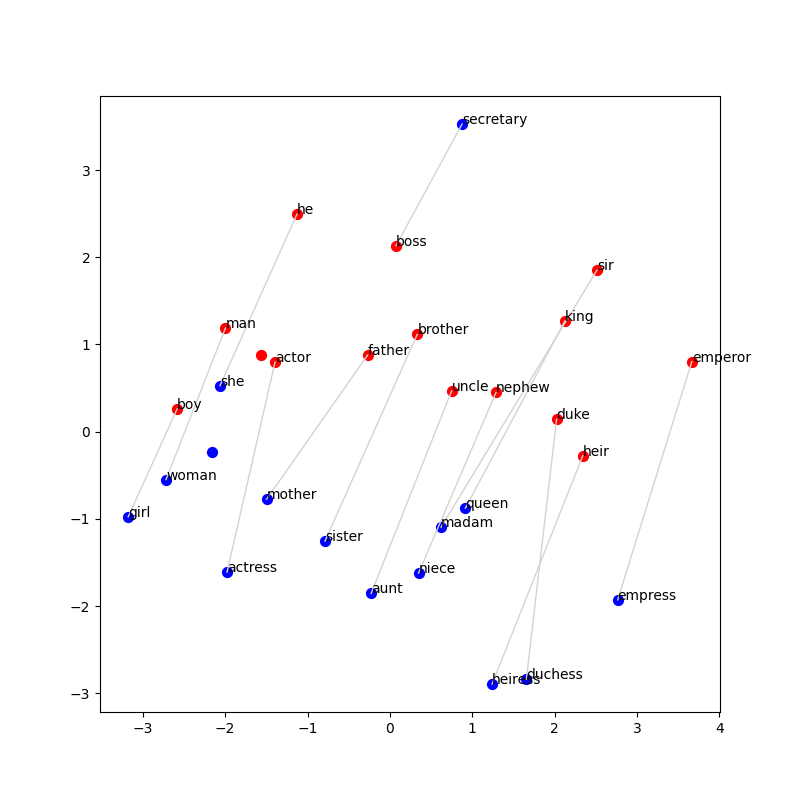 secretary
he
boss
sir
man
king
brother
father
actor
emperor
she
uncle
nephew
boy
duke
heir
woman
mother
queen
girl
madam
sister
actress
niece
aunt
empress
duchess
heiress
3
2
1
0
−1
−2
−3
−3
−2
−1
0
1
2
3
4